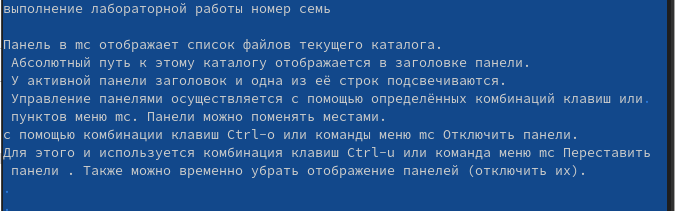 выполнение лабораторной работы номер семь
Панель в mc отображает список файлов текущего каталога.
Абсолютный путь к этому каталогу отображается в заголовке панели.
У активной панели заголовок и одна из её строк подсвечиваются.
Управление панелями осуществляется с помощью определённых комбинаций клавиш или.
пунктов меню mc. Панели можно поменять местами.
с помощью комбинации клавиш Ctrl-o или команды меню mc Отключить панели.
Для этого и используется комбинация клавиш Ctrl-u или команда меню mc Переставить
панели . Также можно временно убрать отображение панелей (отключить их).